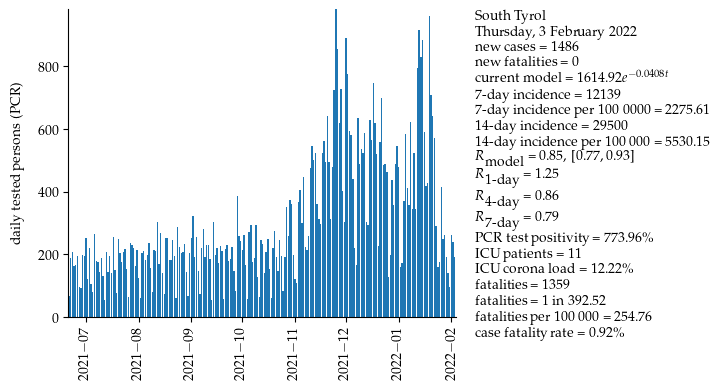 South Tyrol
Thursday, 3 February 2022
new cases = 1486
new fatalities = 0
current model = 1614.92e^{-0.0408t}
7-day incidence = 12139
7-day incidence per 100 0000 = 2275.61
14-day incidence = 29500
14-day incidence per 100 000 = 5530.15
R_model = 0.85, [0.77, 0.93]
R_1-day = 1.25
R_4-day = 0.86
R_7-day = 0.79
PCR test positivity = 773.96%
ICU patients = 11
ICU corona load = 12.22%
fatalities = 1359
fatalities = 1 in 392.52
fatalities per 100 000 = 254.76
case fatality rate = 0.92%
daily tested persons (PCR)
800
600
400
200
0
2021−07
2021−08
2021−09
2021−10
2021−11
2021−12
2022−01
2022−02